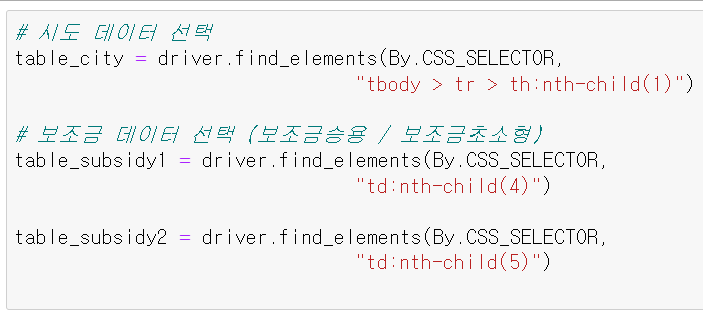 # 시도 데이터 선택
table_city = driver.find_elements(By.CSS_SELECTOR,
"tbody > tr > th:nth-child(1)")
# 보조금 데이터 선택 (보조금승용 / 보조금초소형)
table_subsidy1 = driver.find_elements(By.CSS_SELECTOR,
"td:nth-child(4)")
table_subsidy2 = driver.find_elements(By.CSS_SELECTOR,
"td:nth-child(5)")